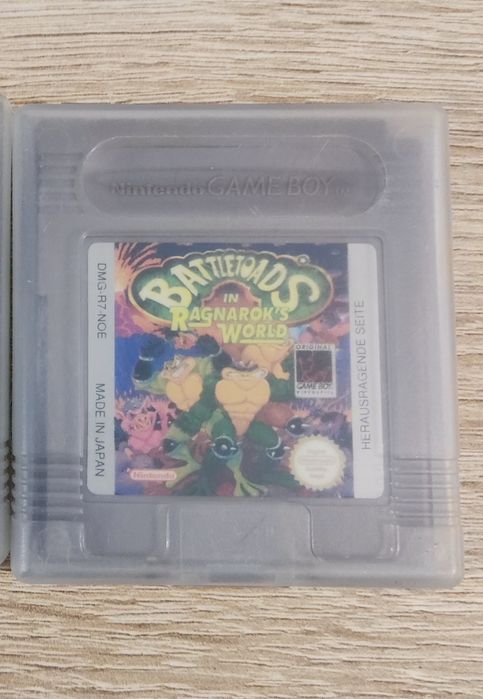 Nintendo GAME BOY TM
BATTLETOADS
IN
RAGNAROK'S
WORLD
DMG-R7-NOE
MADE IN JAPAN
ORIGINAL
GAME BOY
Nintendo
HERAUSRAGENDE SEITE